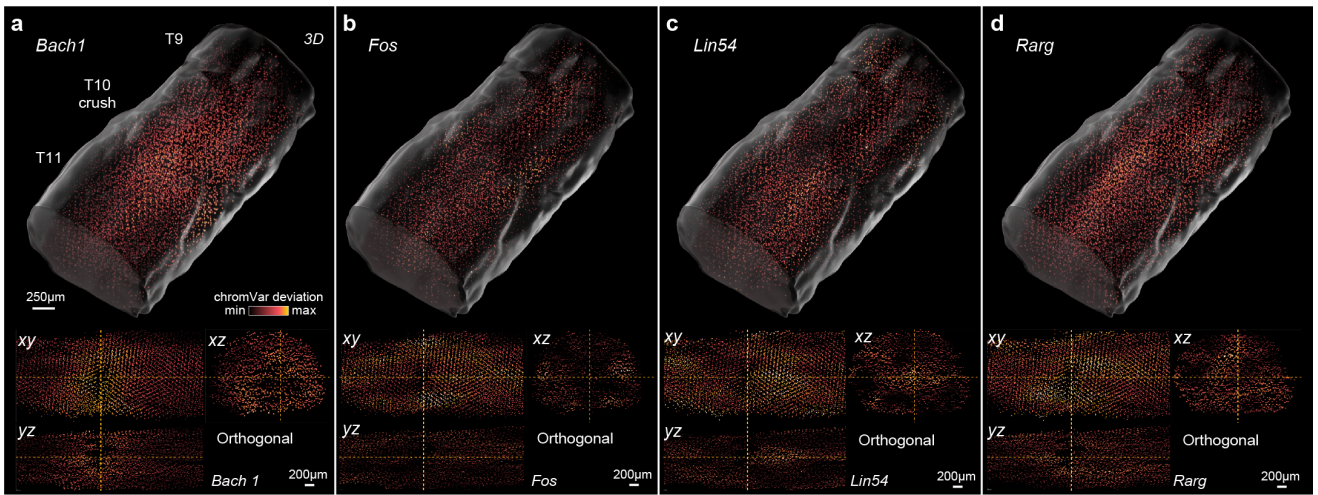 a
Bach1
T9
3D
T10
crush
T11
250µm
chromVar deviation
min
max
xy
xz
yz
Orthogonal
Bach 1
200µm
b
Fos
xy
xz
yz
Orthogonal
Fos
200µm
c
Lin54
xy
xz
yz
Orthogonal
Lin54
200µm
d
Rarg
xy
xz
yz
Orthogonal
Rarg
200µm